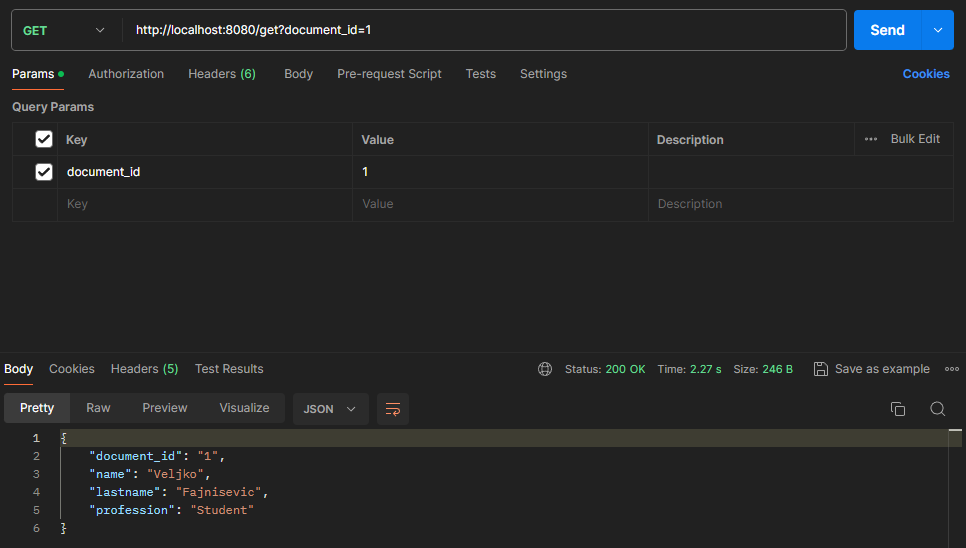 GET http://localhost:8080/get?document_id=1 Send
Params Authorization Headers (6) Body Pre-request Script Tests Settings Cookies
Query Params
Key Value Description ••• Bulk Edit
document_id 1
Key Value Description
Body Cookies Headers (5) Test Results Status: 200 OK Time: 2.27 s Size: 246 B Save as example
Pretty Raw Preview Visualize JSON
1 {
2 "document_id": "1",
3 "name": "Veljko",
4 "lastname": "Fajnisevic",
5 "profession": "Student"
6 }